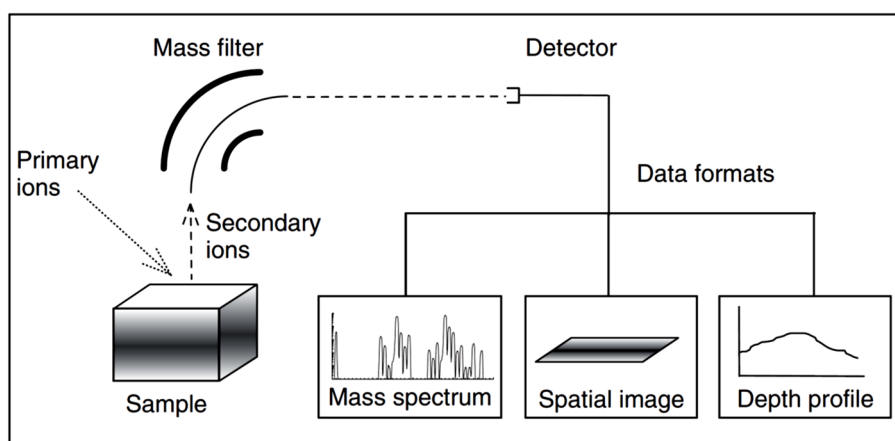 Mass filter
Detector
Primary
ions
Data formats
Secondary
ions
Sample
Mass spectrum
Spatial image
Depth profile